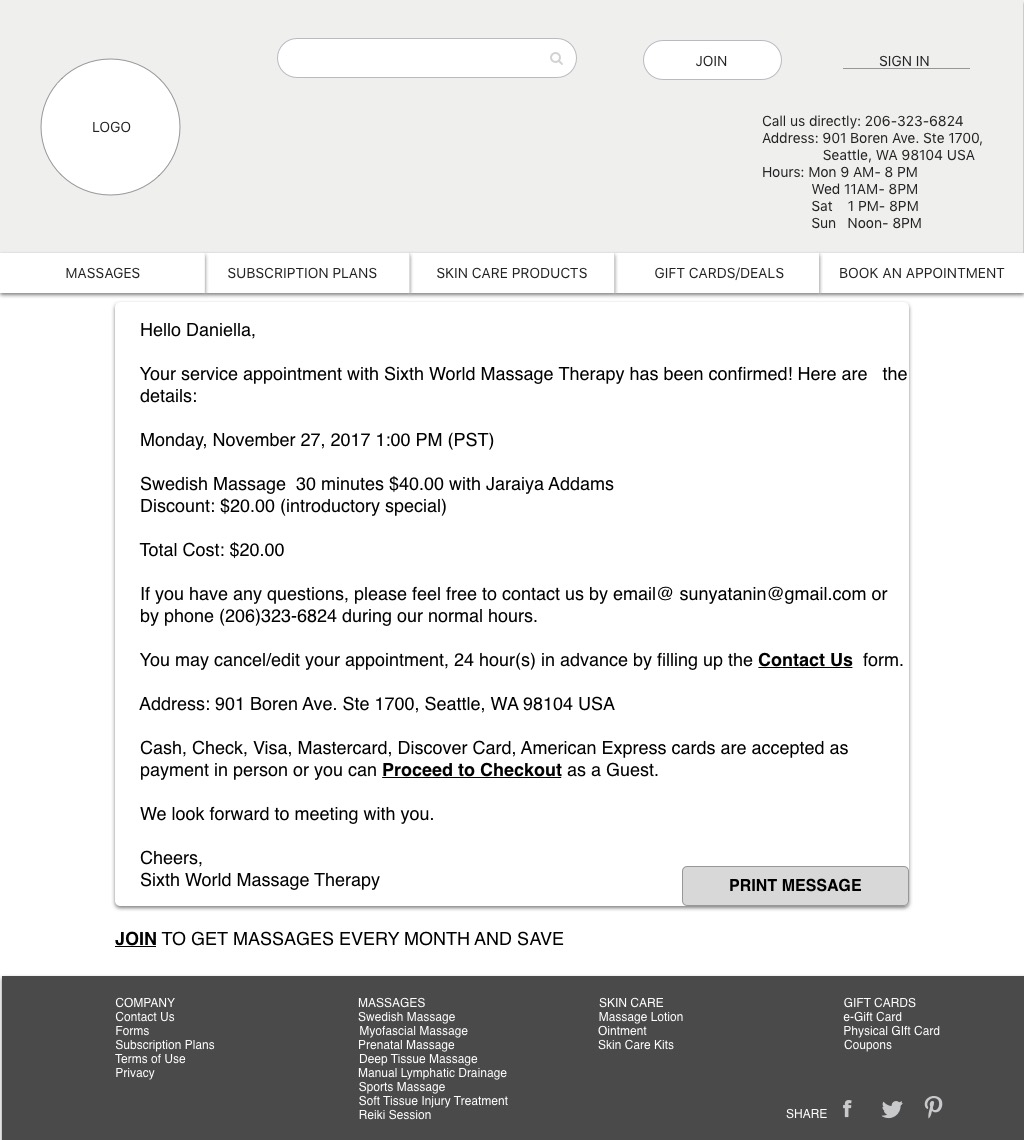 JOIN
SIGN IN
LOGO
Call us directly: 206-323-6824
Address: 901 Boren Ave. Ste 1700,
Seattle, WA 98104 USA
Hours: Mon 9 AM- 8 PM
Wed 11AM- 8PM
Sat 1 PM- 8PM
Sun Noon- 8PM
MASSAGES
SUBSCRIPTION PLANS
SKIN CARE PRODUCTS
GIFT CARDS/DEALS
BOOK AN APPOINTMENT
Hello Daniella,
Your service appointment with Sixth World Massage Therapy has been confirmed! Here are the
details:
Monday, November 27, 2017 1:00 PM (PST)
Swedish Massage 30 minutes $40.00 with Jaraiya Addams
Discount: $20.00 (introductory special)
Total Cost: $20.00
If you have any questions, please feel free to contact us by email@ sunyatanin@gmail.com or
by phone (206)323-6824 during our normal hours.
You may cancel/edit your appointment, 24 hour(s) in advance by filling up the Contact Us form.
Address: 901 Boren Ave. Ste 1700, Seattle, WA 98104 USA
Cash, Check, Visa, Mastercard, Discover Card, American Express cards are accepted as
payment in person or you can Proceed to Checkout as a Guest.
We look forward to meeting with you.
Cheers,
Sixth World Massage Therapy
PRINT MESSAGE
JOIN TO GET MASSAGES EVERY MONTH AND SAVE
COMPANY
Contact Us
Forms
Subscription Plans
Terms of Use
Privacy
MASSAGES
Swedish Massage
Myofascial Massage
Prenatal Massage
Deep Tissue Massage
Manual Lymphatic Drainage
Sports Massage
Soft Tissue Injury Treatment
Reiki Session
SKIN CARE
Massage Lotion
Ointment
Skin Care Kits
GIFT CARDS
e-Gift Card
Physical GIft Card
Coupons
SHARE